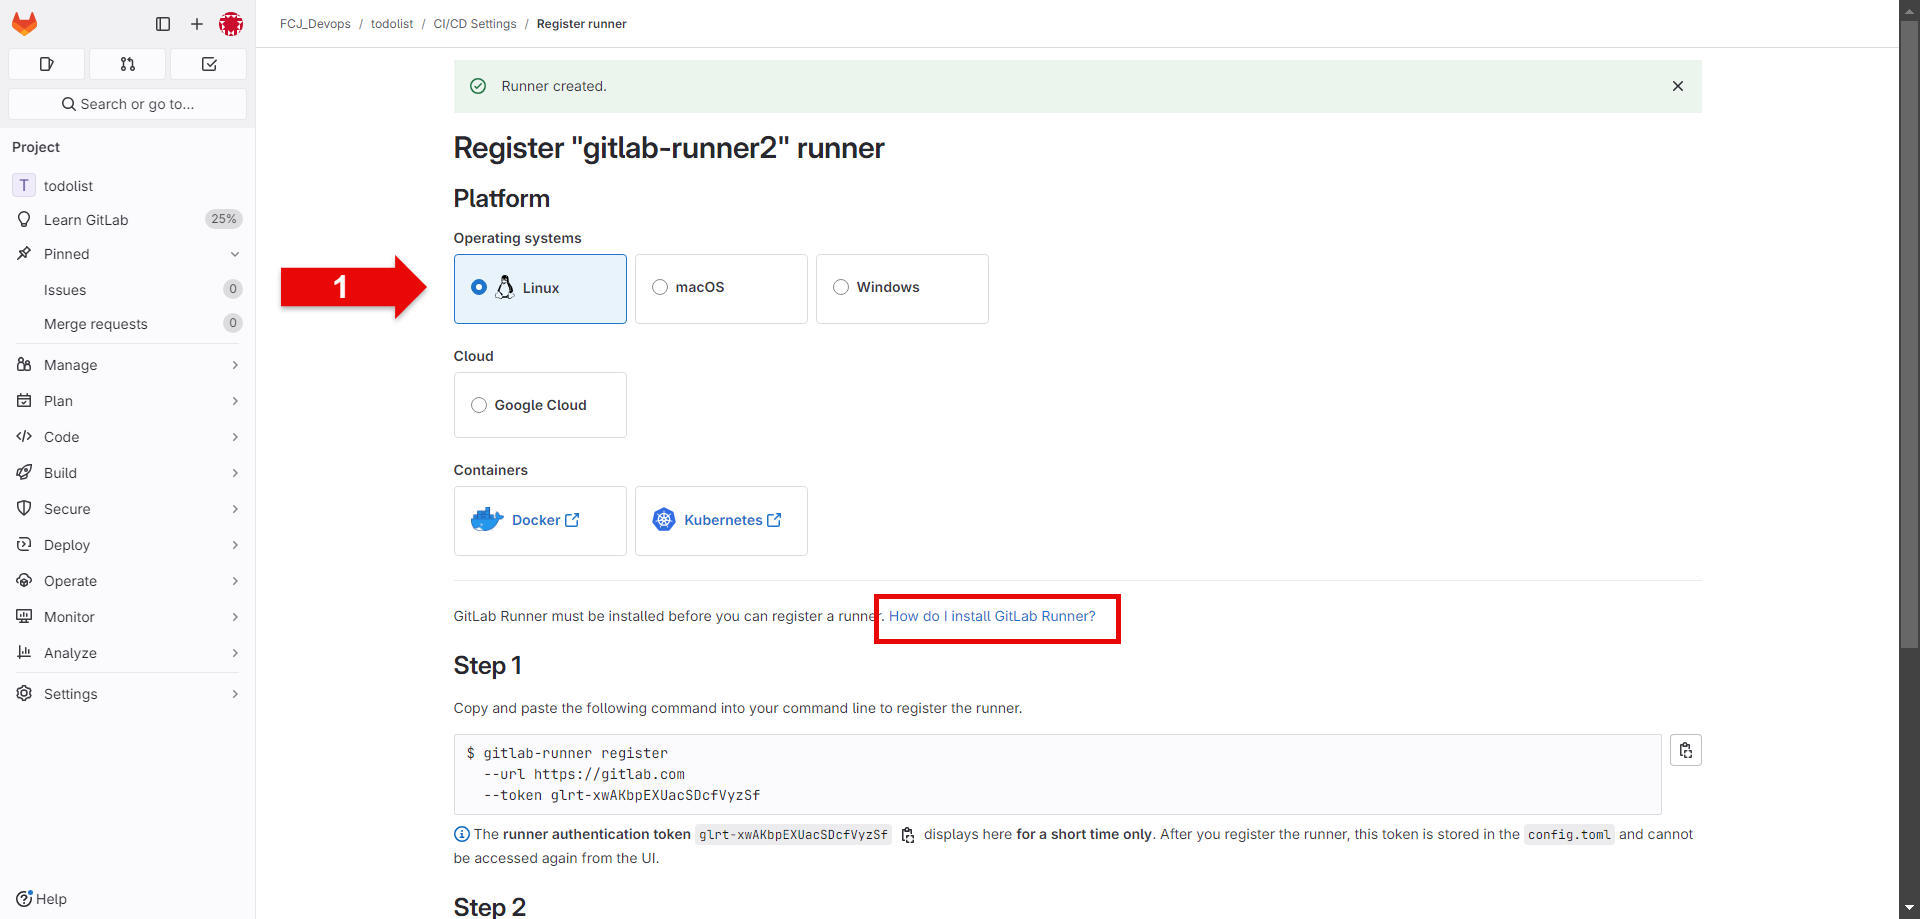 FCJ_Devops / todolist / CI/CD Settings / Register runner
Search or go to...
Project
T todolist
Learn GitLab 25%
Pinned
Issues 0
Merge requests 0
Manage
Plan
Code
Build
Secure
Deploy
Operate
Monitor
Analyze
Settings
Help
Runner created.
Register "gitlab-runner2" runner
Platform
Operating systems
1
Linux
macOS
Windows
Cloud
Google Cloud
Containers
Docker
Kubernetes
GitLab Runner must be installed before you can register a runner. How do I install GitLab Runner?
Step 1
Copy and paste the following command into your command line to register the runner.
$ gitlab-runner register
--url https://gitlab.com
--token glrt-xwAKbpEXUacSDcfVyzSf
The runner authentication token glrt-xwAKbpEXUacSDcfVyzSf displays here for a short time only. After you register the runner, this token is stored in the config.toml and cannot
be accessed again from the UI.
Step 2